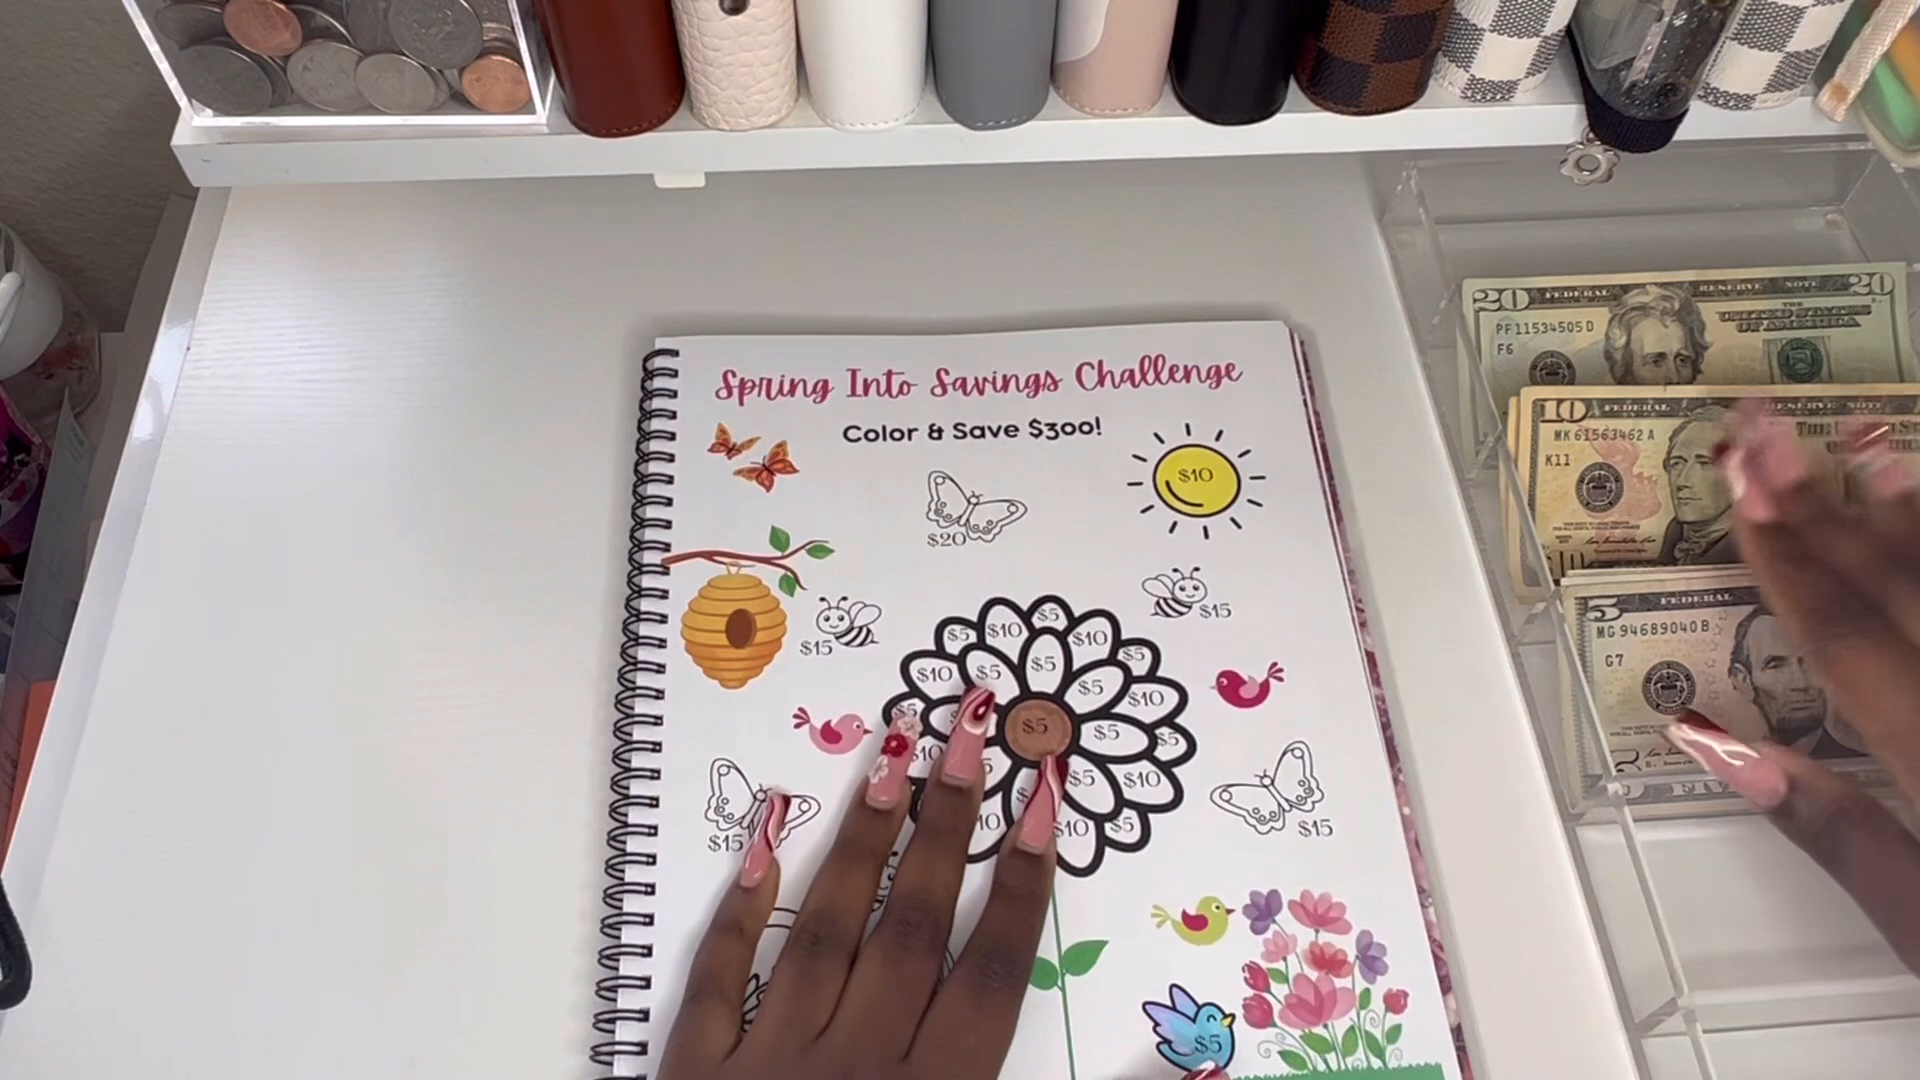 Spring Into Savings Challenge
Color & Save $300!
$10
$20
$15
$15
$5
$10
$5
$10
$5
$10
$5
$5
$5
$10
$5
$5
$5
$5
$10
$5
$10
$10
$5
$15
$15
$5
20 FEDERAL RESERVE NOTE 20
THE
UNITED STATES
OF AMERICA
PF 11534505 D
F6
10 FEDERAL RESERVE NOTE
MK 61563462 A
K11
10
5 FEDERAL
MG 94689040 B
G7
5 FIVE